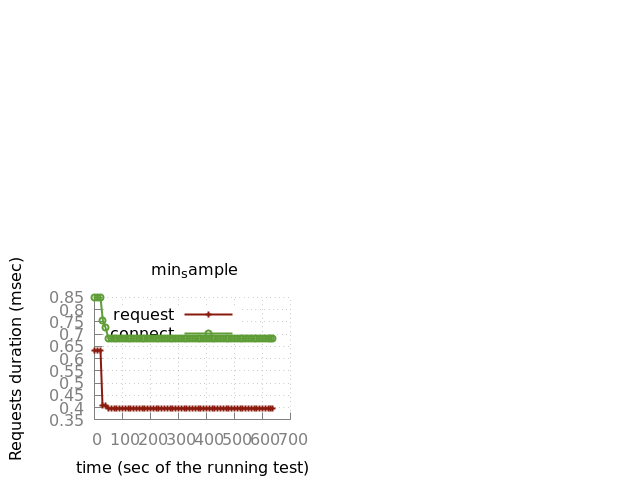 min_sample
Requests duration (msec)
0.85
0.8
0.75
0.7
0.65
0.6
0.55
0.5
0.45
0.4
0.35
request
connect
0 100 200 300 400 500 600 700
time (sec of the running test)